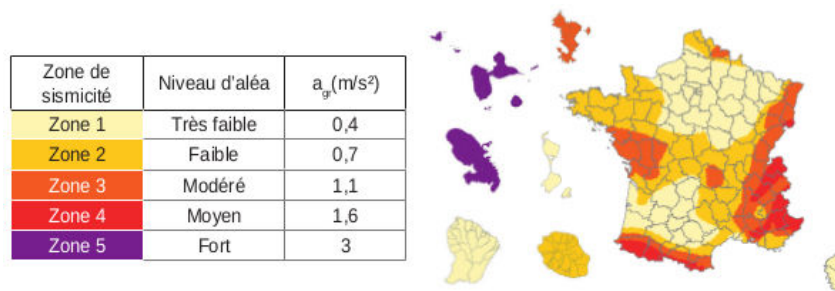 Zone de sismicité Niveau d'aléa a_gr(m/s²)
Zone 1 Très faible 0,4
Zone 2 Faible 0,7
Zone 3 Modéré 1,1
Zone 4 Moyen 1,6
Zone 5 Fort 3